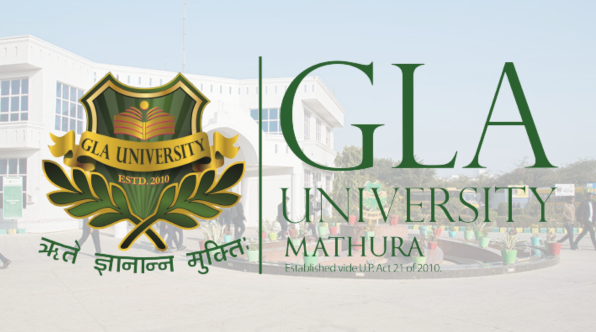 GLA UNIVERSITY
ESTD. 2010
ऋते ज्ञानान्न मुक्तिः
GLA
UNIVERSITY
MATHURA
Established vide U.P. Act 21 of 2010.